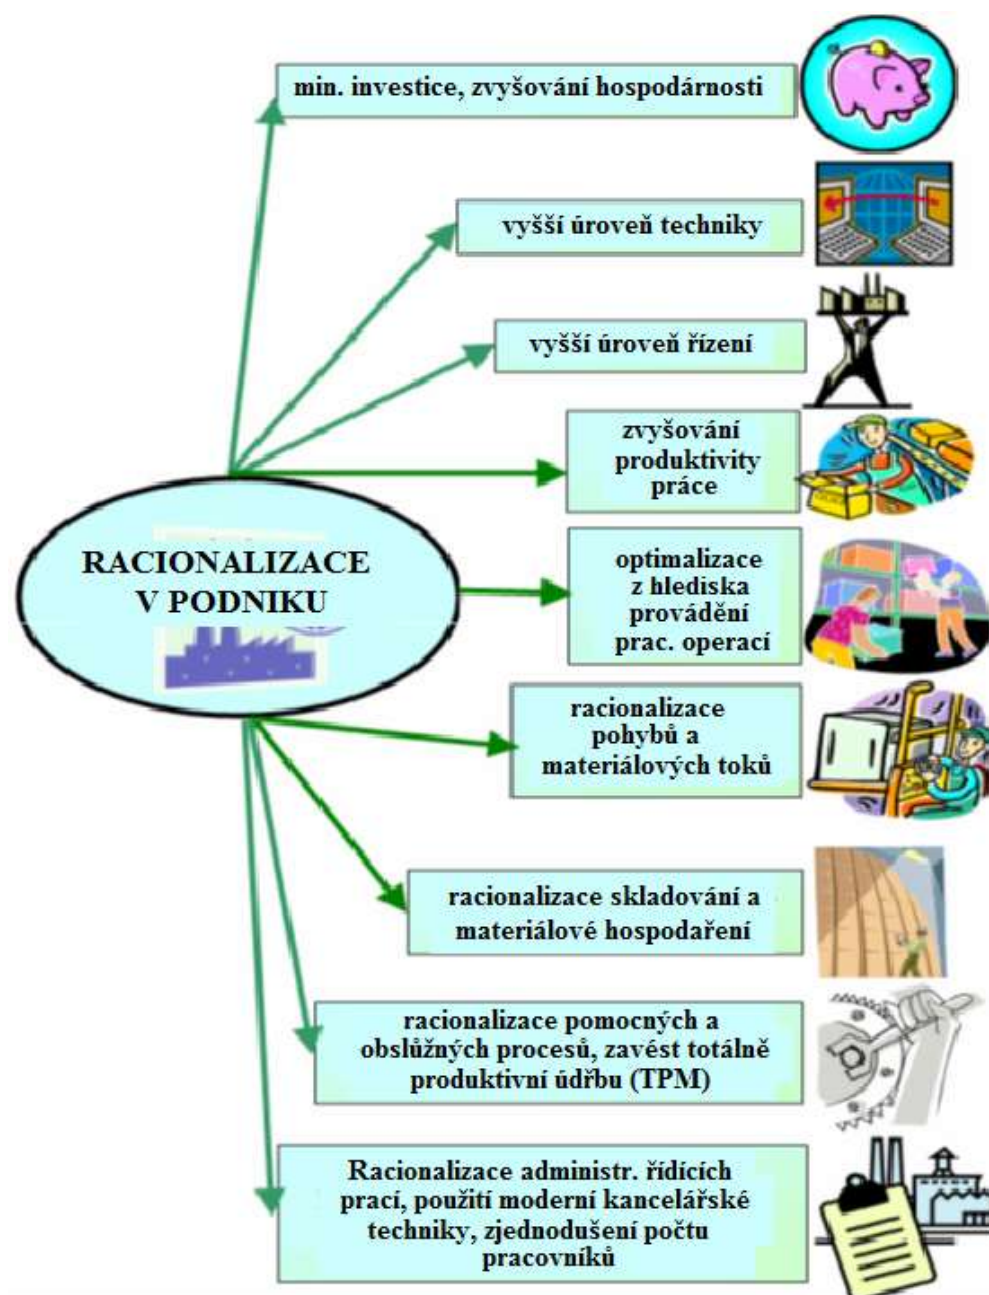 min. investice, zvyšování hospodárnosti
vyšší úroveň techniky
vyšší úroveň řízení
zvyšování
produktivity
práce
RACIONALIZACE
V PODNIKU
optimalizace
z hlediska
provádění
prac. operací
racionalizace
pohybů a
materiálových toků
racionalizace skladování a
materiálové hospodaření
racionalizace pomocných a
obslůžných procesů, zavést totálně
produktivní údřbu (TPM)
Racionalizace administr. řídících
prací, použití moderní kancelářské
techniky, zjednodušení počtu
pracovníků